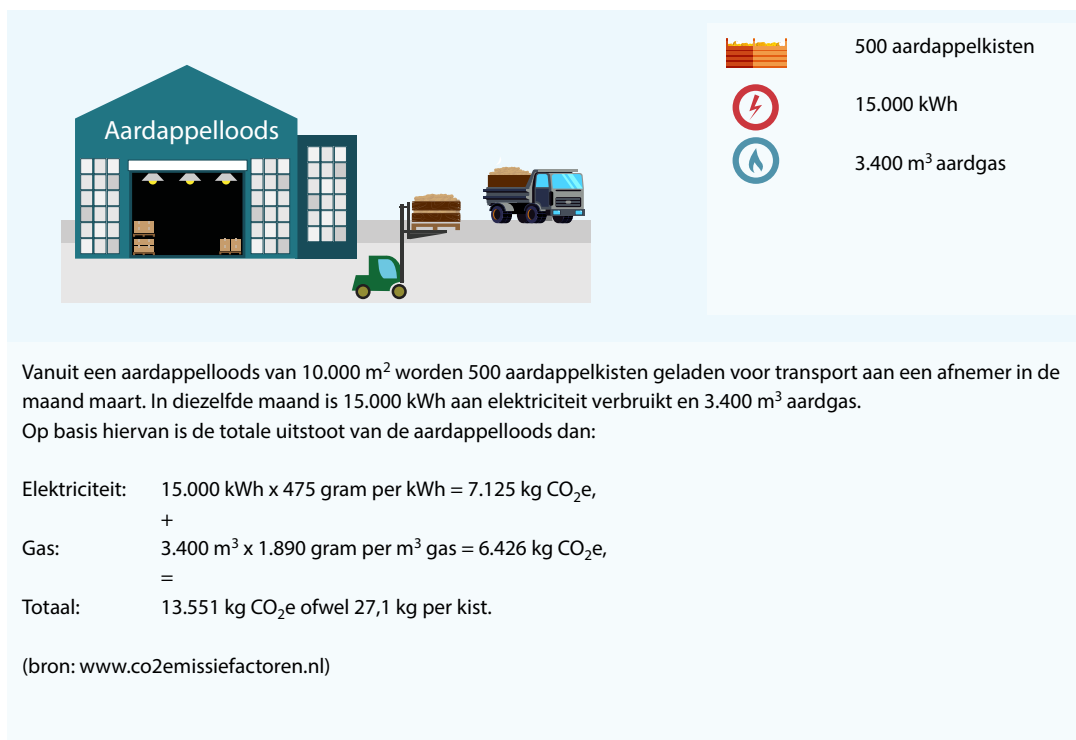 500 aardappelkisten
15.000 kWh
3.400 m³ aardgas
Aardappelloods
Vanuit een aardappelloods van 10.000 m² worden 500 aardappelkisten geladen voor transport aan een afnemer in de
maand maart. In diezelfde maand is 15.000 kWh aan elektriciteit verbruikt en 3.400 m³ aardgas.
Op basis hiervan is de totale uitstoot van de aardappelloods dan:
Elektriciteit: 15.000 kWh x 475 gram per kWh = 7.125 kg CO₂e,
+
Gas: 3.400 m³ x 1.890 gram per m³ gas = 6.426 kg CO₂e,
=
Totaal: 13.551 kg CO₂e ofwel 27,1 kg per kist.
(bron: www.co2emissiefactoren.nl)